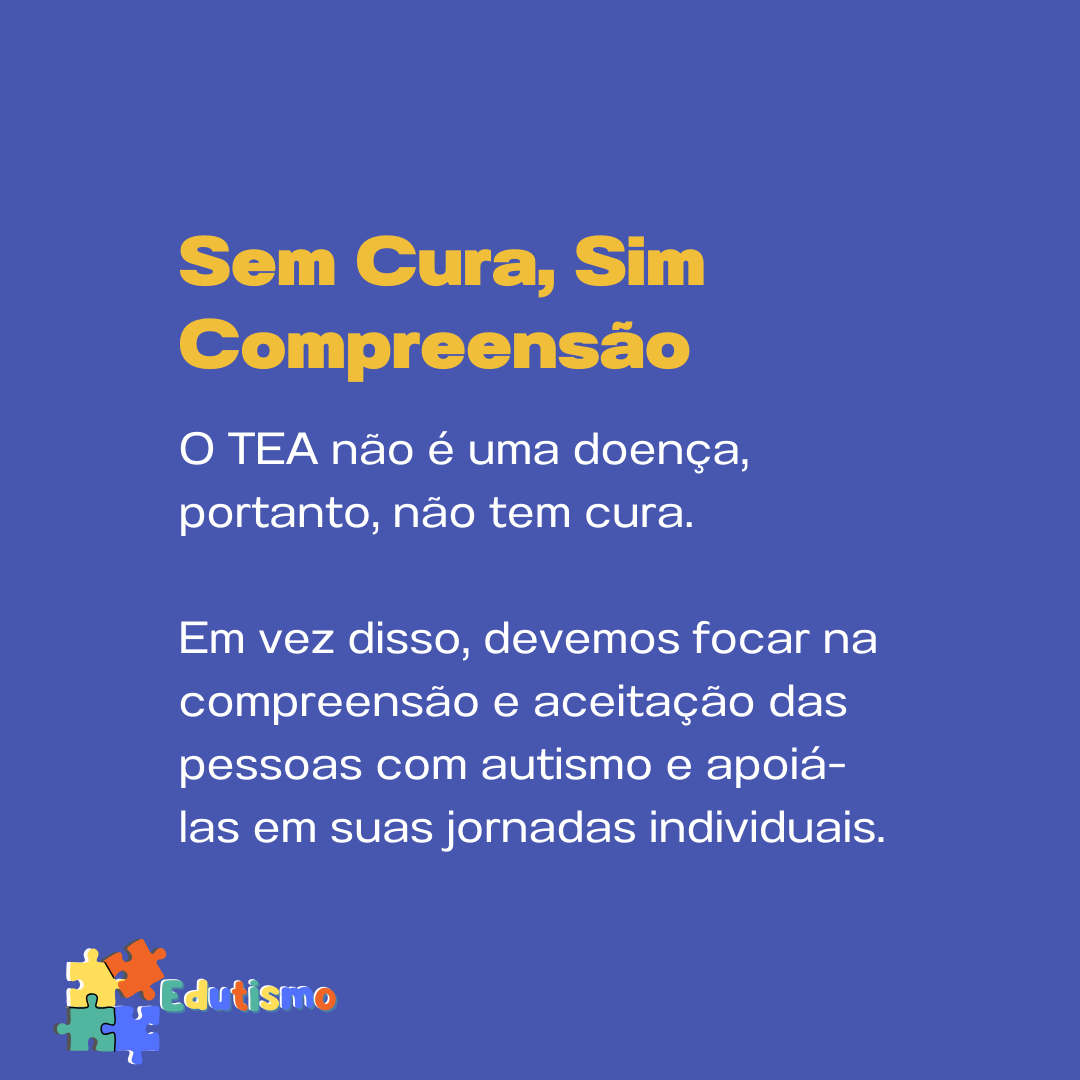 Sem Cura, Sim
Compreensão
O TEA não é uma doença,
portanto, não tem cura.
Em vez disso, devemos focar na
compreensão e aceitação das
pessoas com autismo e apoiá-
las em suas jornadas individuais.
Edutismo